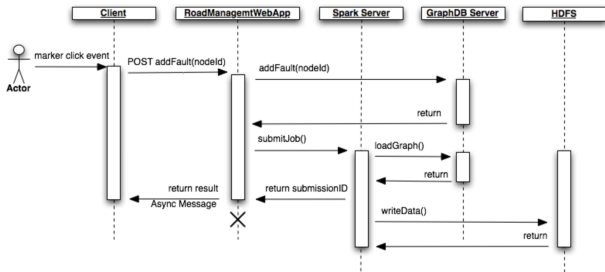 Client
RoadManagemtWebApp
Spark Server
GraphDB Server
HDFS
marker click event
Actor
POST addFault(nodeId)
addFault(nodeId)
return
submitJob()
loadGraph()
return
return result
Async Message
return submissionID
writeData()
return